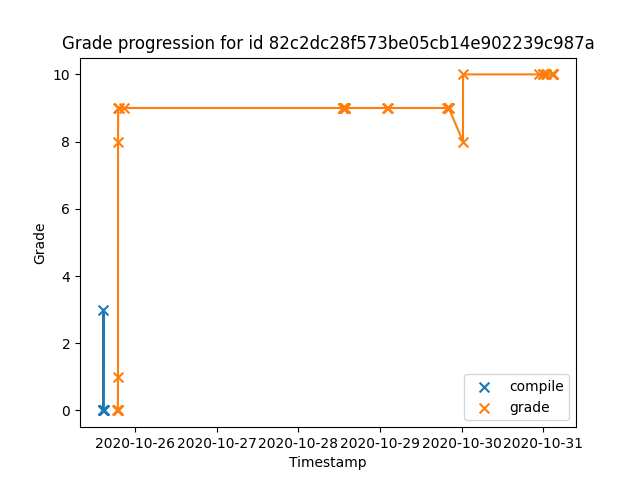 Grade progression for id 82c2dc28f573be05cb14e902239c987a
10
8
6
4
2
0
Grade
compile
grade
2020-10-26 2020-10-27 2020-10-28 2020-10-29 2020-10-30 2020-10-31
Timestamp